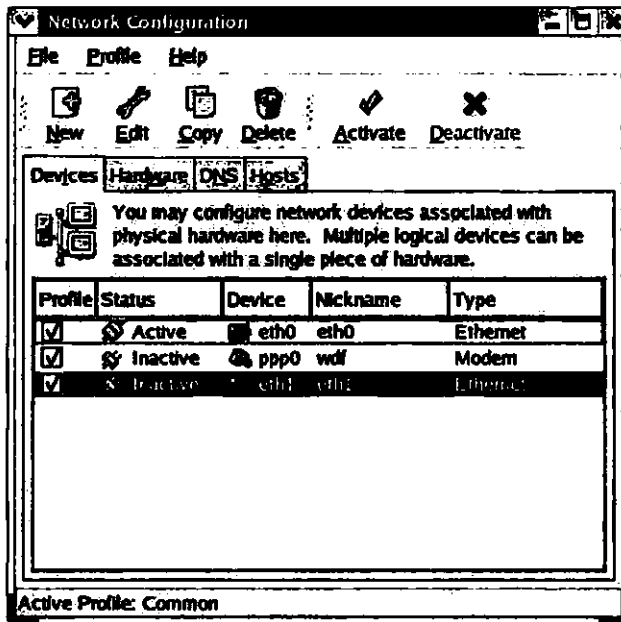 Network Configuration
File Profile Help
New Edit Copy Delete Activate Deactivate
Devices Hardware DNS Hosts
You may configure network devices associated with
physical hardware here. Multiple logical devices can be
associated with a single piece of hardware.
Profile Status Device Nickname Type
Active eth0 eth0 Ethernet
Inactive ppp0 wdf Modem
Inactive eth1 eth1 Ethernet
Active Profile: Common